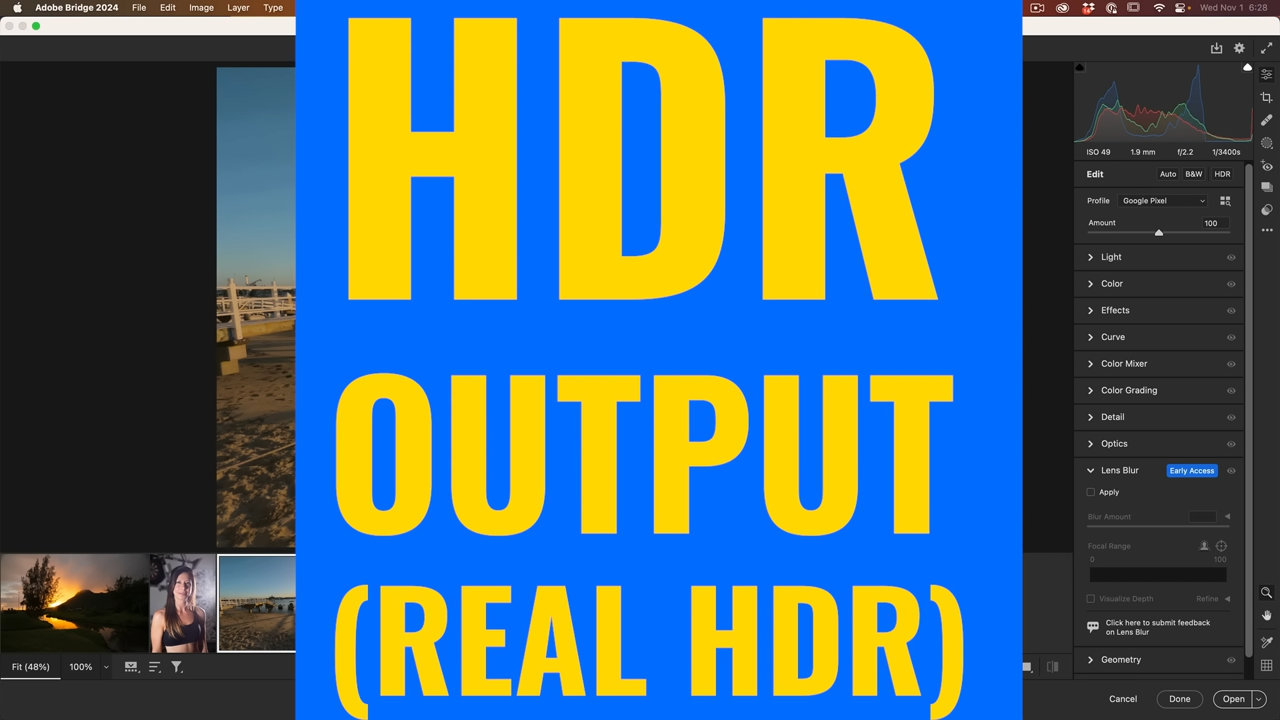 Adobe Bridge 2024 File Edit Image Layer Type
Wed Nov 1 6:28
HDR
OUTPUT
(REAL HDR)
ISO 49 1.9 mm f/2.2 1/3400s
Edit Auto B&W HDR
Profile Google Pixel
Amount 100
Light
Color
Effects
Curve
Color Mixer
Color Grading
Detail
Optics
Lens Blur Early Access
Apply
Blur Amount
Focal Range
0 100
Visualize Depth Refine
Click here to submit feedback
on Lens Blur
Geometry
Fit (48%) 100%
Cancel Done Open